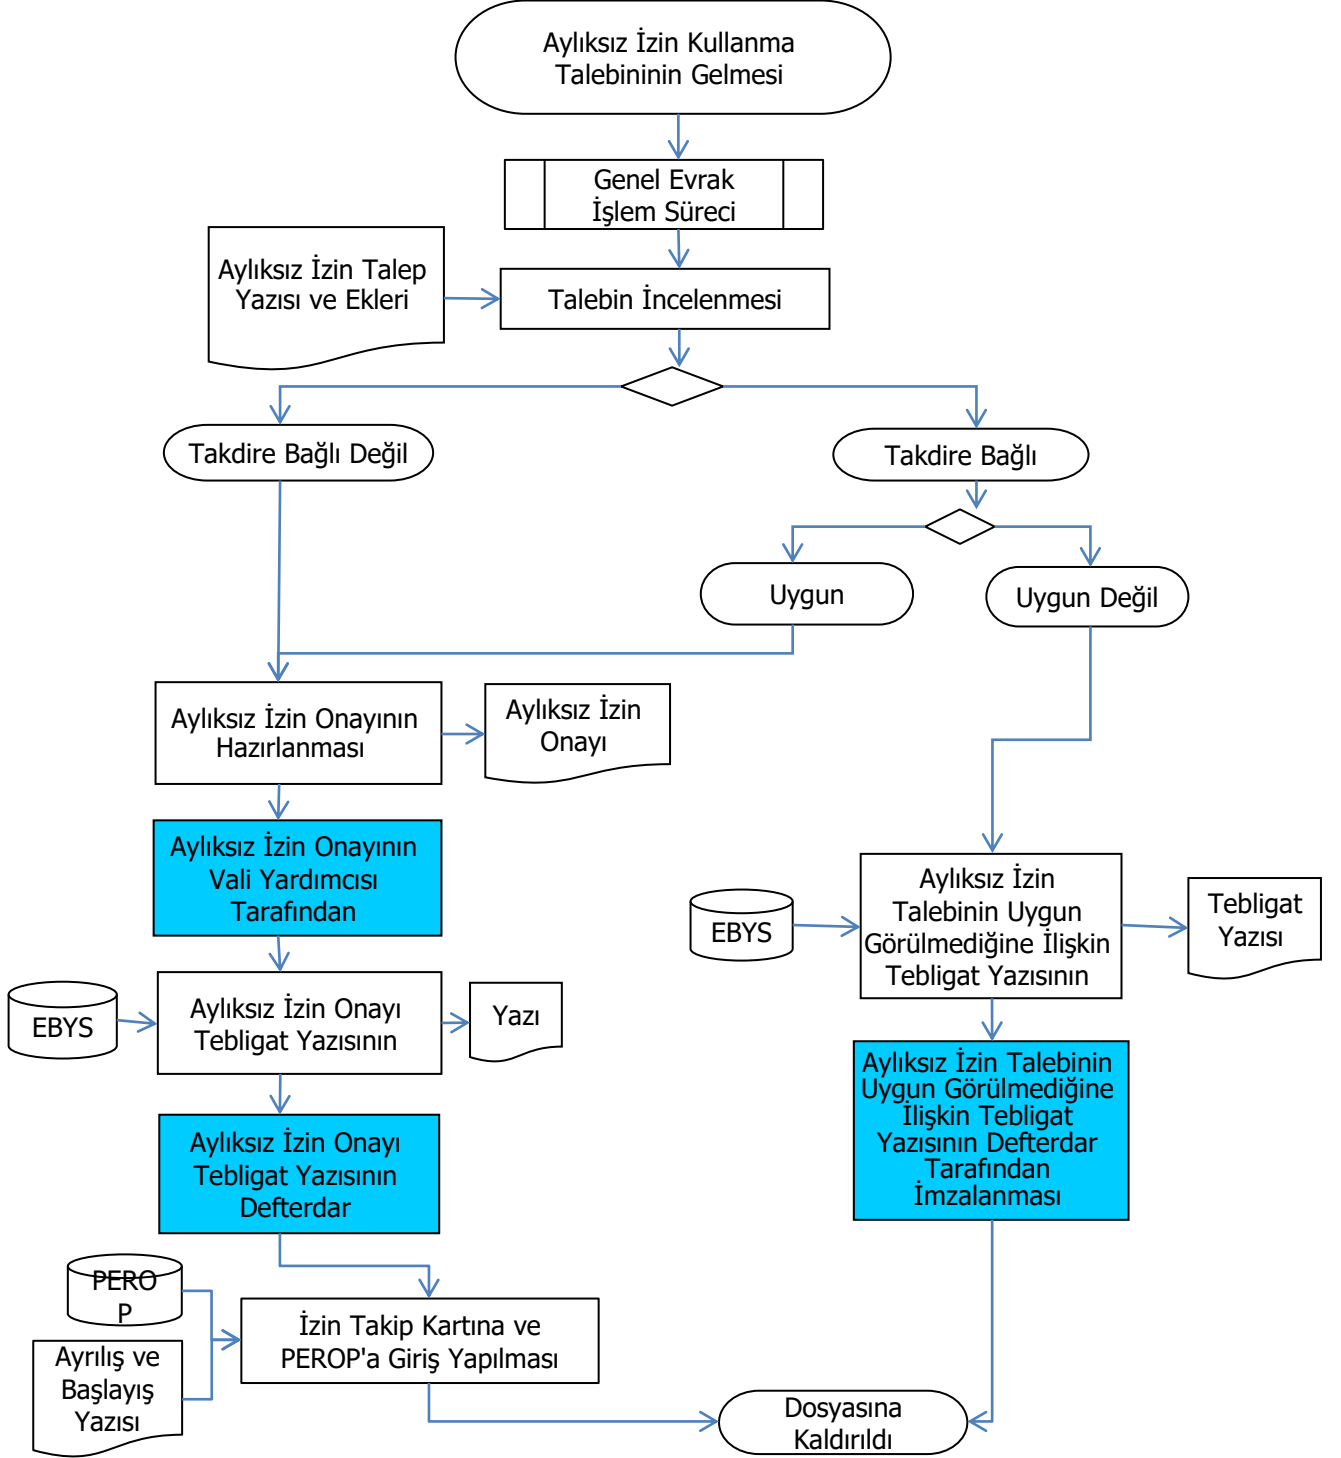 Aylıksız İzin Kullanma
Talebininin Gelmesi
Genel Evrak
İşlem Süreci
Aylıksız İzin Talep
Yazısı ve Ekleri
Talebin İncelenmesi
Takdire Bağlı Değil
Takdire Bağlı
Uygun
Uygun Değil
Aylıksız İzin Onayının
Hazırlanması
Aylıksız İzin
Onayı
Aylıksız İzin Onayının
Vali Yardımcısı
Tarafından
EBYS
Aylıksız İzin
Talebinin Uygun
Görülmediğine İlişkin
Tebligat Yazısının
Tebligat
Yazısı
EBYS
Aylıksız İzin Onayı
Tebligat Yazısının
Yazı
Aylıksız İzin Talebinin
Uygun Görülmediğine
İlişkin Tebligat
Yazısının Defterdar
Tarafından
İmzalanması
Aylıksız İzin Onayı
Tebligat Yazısının
Defterdar
PERO
P
Ayrılış ve
Başlayış
Yazısı
İzin Takip Kartına ve
PEROP'a Giriş Yapılması
Dosyasına
Kaldırıldı